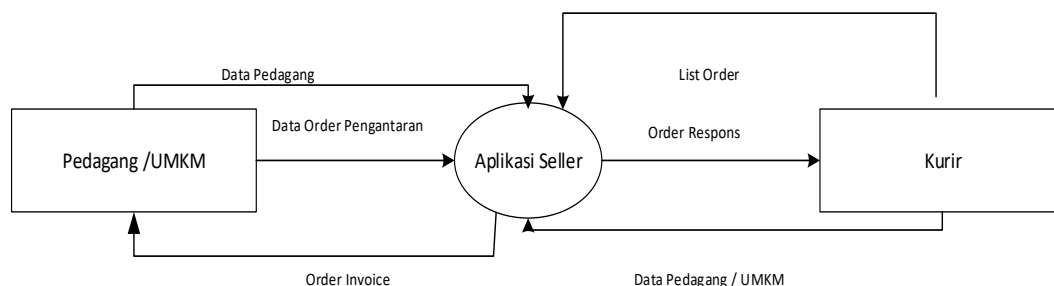 Data Pedagang
List Order
Data Order Pengantaran
Order Respons
Pedagang /UMKM
Aplikasi Seller
Kurir
Order Invoice
Data Pedagang / UMKM